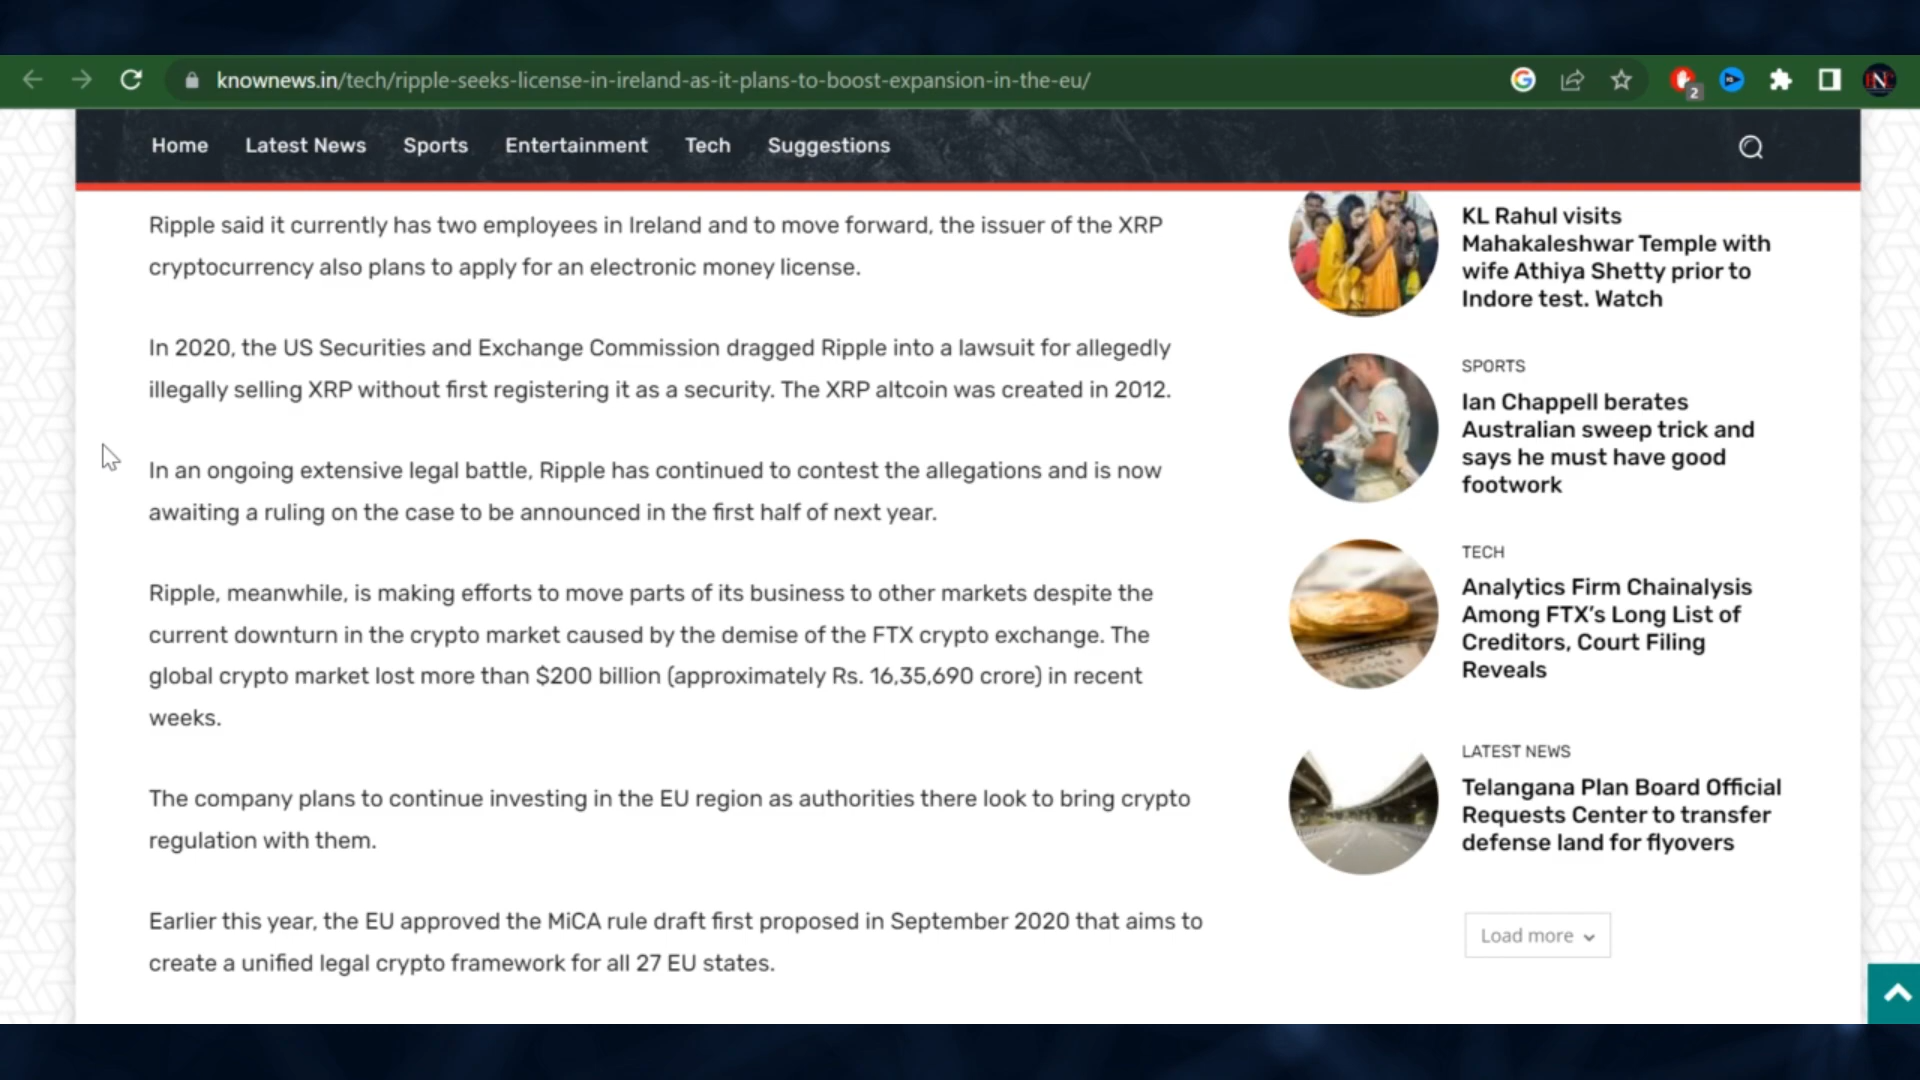 knownews.in/tech/ripple-seeks-license-in-ireland-as-it-plans-to-boost-expansion-in-the-eu/
2
Home
Latest News
Sports
Entertainment
Tech
Suggestions
Ripple said it currently has two employees in Ireland and to move forward, the issuer of the XRP
cryptocurrency also plans to apply for an electronic money license.
In 2020, the US Securities and Exchange Commission dragged Ripple into a lawsuit for allegedly
illegally selling XRP without first registering it as a security. The XRP altcoin was created in 2012.
In an ongoing extensive legal battle, Ripple has continued to contest the allegations and is now
awaiting a ruling on the case to be announced in the first half of next year.
Ripple, meanwhile, is making efforts to move parts of its business to other markets despite the
current downturn in the crypto market caused by the demise of the FTX crypto exchange. The
global crypto market lost more than $200 billion (approximately Rs. 16,35,690 crore) in recent
weeks.
The company plans to continue investing in the EU region as authorities there look to bring crypto
regulation with them.
Earlier this year, the EU approved the MiCA rule draft first proposed in September 2020 that aims to
create a unified legal crypto framework for all 27 EU states.
KL Rahul visits
Mahakaleshwar Temple with
wife Athiya Shetty prior to
Indore test. Watch
SPORTS
Ian Chappell berates
Australian sweep trick and
says he must have good
footwork
TECH
Analytics Firm Chainalysis
Among FTX's Long List of
Creditors, Court Filing
Reveals
LATEST NEWS
Telangana Plan Board Official
Requests Center to transfer
defense land for flyovers
Load more